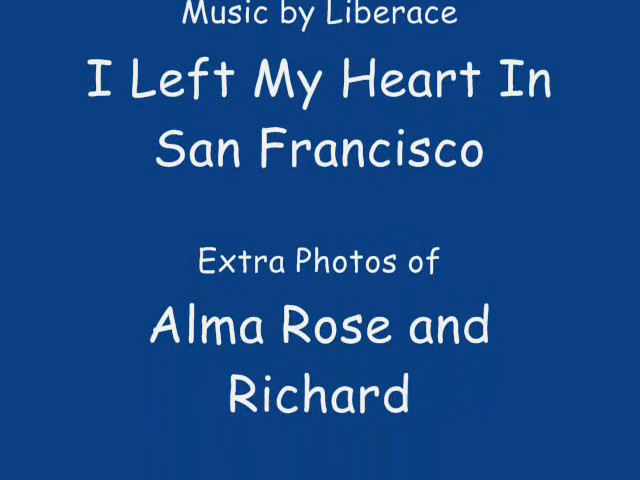 Music by Liberace
I Left My Heart In
San Francisco
Extra Photos of
Alma Rose and
Richard